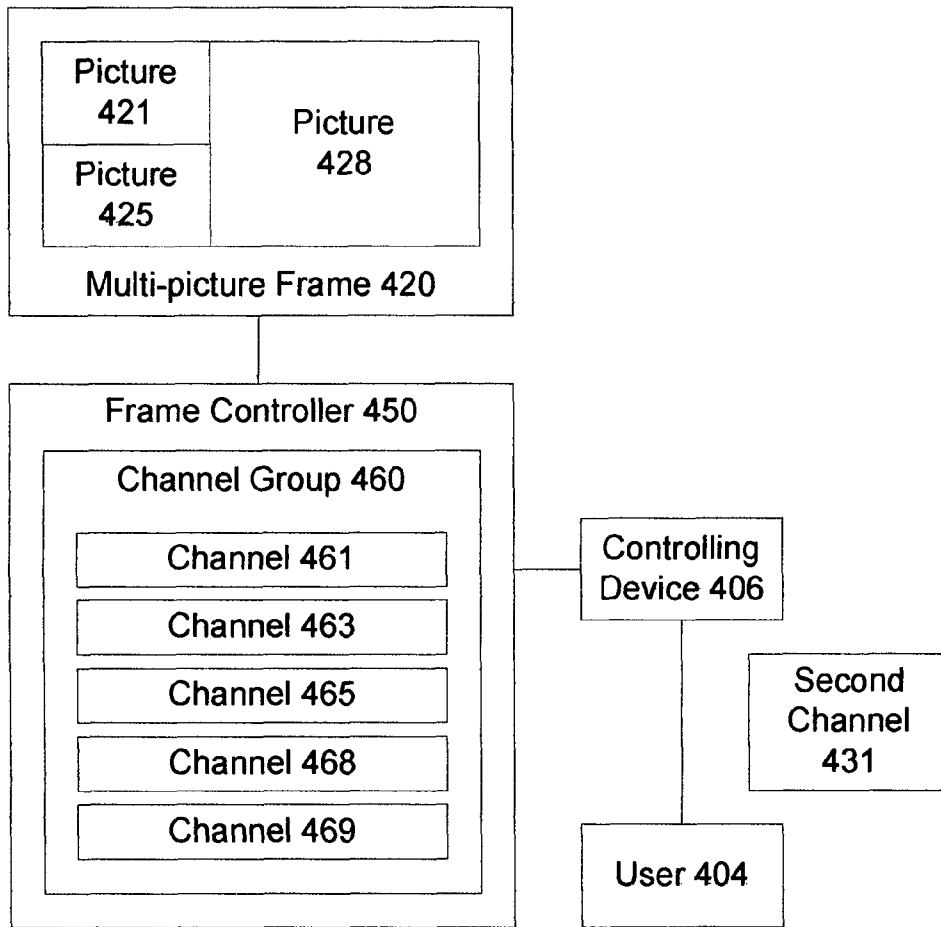 Picture
421
Picture
428
Picture
425
Multi-picture Frame 420
Frame Controller 450
Channel Group 460
Channel 461
Channel 463
Channel 465
Channel 468
Channel 469
Controlling
Device 406
Second
Channel
431
User 404